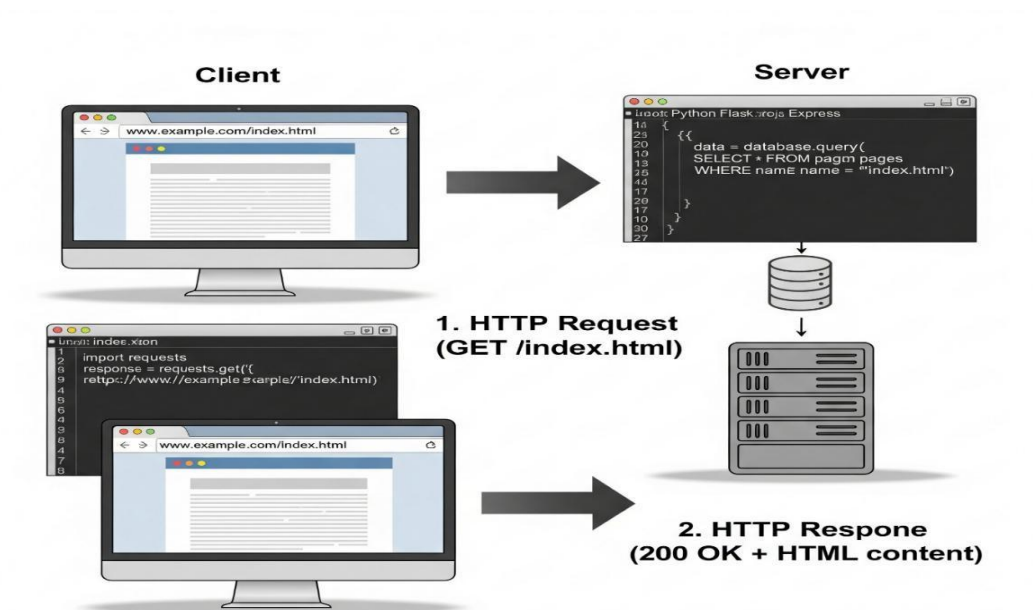 Client
Server
www.example.com/index.html
Python Flask Express
{
{{
data = database.query(
SELECT * FROM pagm pages
WHERE name name = "'index.html')
}
}
}
1. HTTP Request
(GET /index.html)
import requests
response = requests.get('{
www.example.com/index.html
2. HTTP Respone
(200 OK + HTML content)